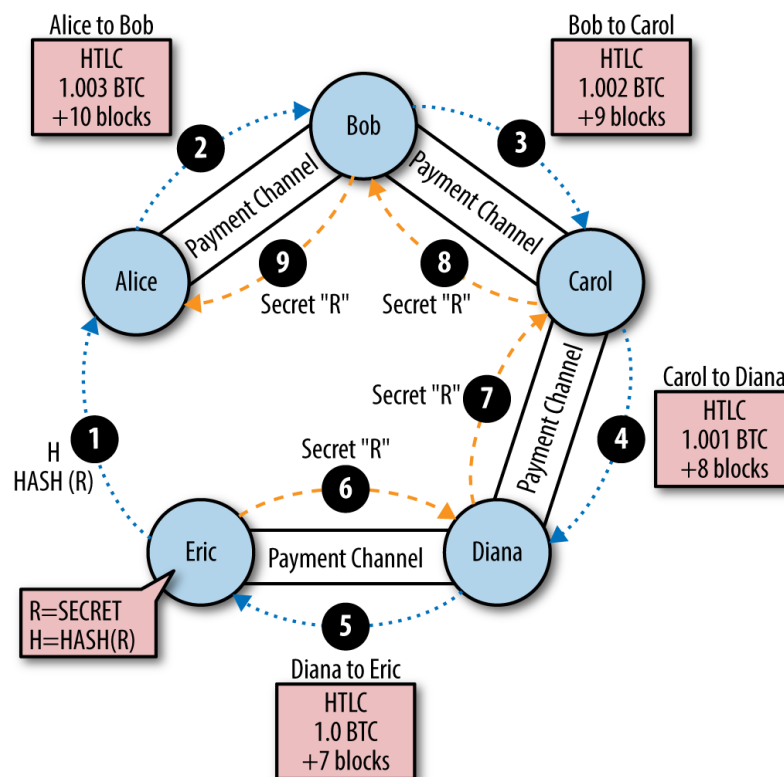 Alice to Bob
HTLC
1.003 BTC
+10 blocks
Bob to Carol
HTLC
1.002 BTC
+9 blocks
Bob
2
3
Payment Channel
Payment Channel
9
8
Alice
Carol
Secret "R"
Secret "R"
Carol to Diana
HTLC
1.001 BTC
+8 blocks
Secret "R"
7
4
Payment Channel
1
H
HASH (R)
Secret "R"
6
Eric
Payment Channel
Diana
R=SECRET
H=HASH(R)
5
Diana to Eric
HTLC
1.0 BTC
+7 blocks